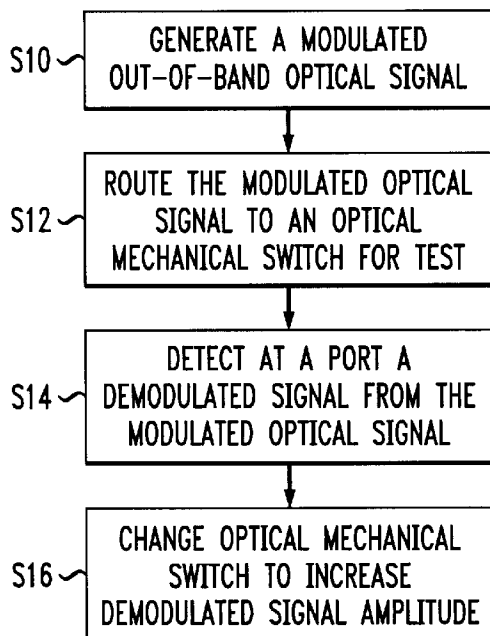 S10
GENERATE A MODULATED
OUT-OF-BAND OPTICAL SIGNAL
S12
ROUTE THE MODULATED OPTICAL
SIGNAL TO AN OPTICAL
MECHANICAL SWITCH FOR TEST
S14
DETECT AT A PORT A
DEMODULATED SIGNAL FROM THE
MODULATED OPTICAL SIGNAL
S16
CHANGE OPTICAL MECHANICAL
SWITCH TO INCREASE
DEMODULATED SIGNAL AMPLITUDE